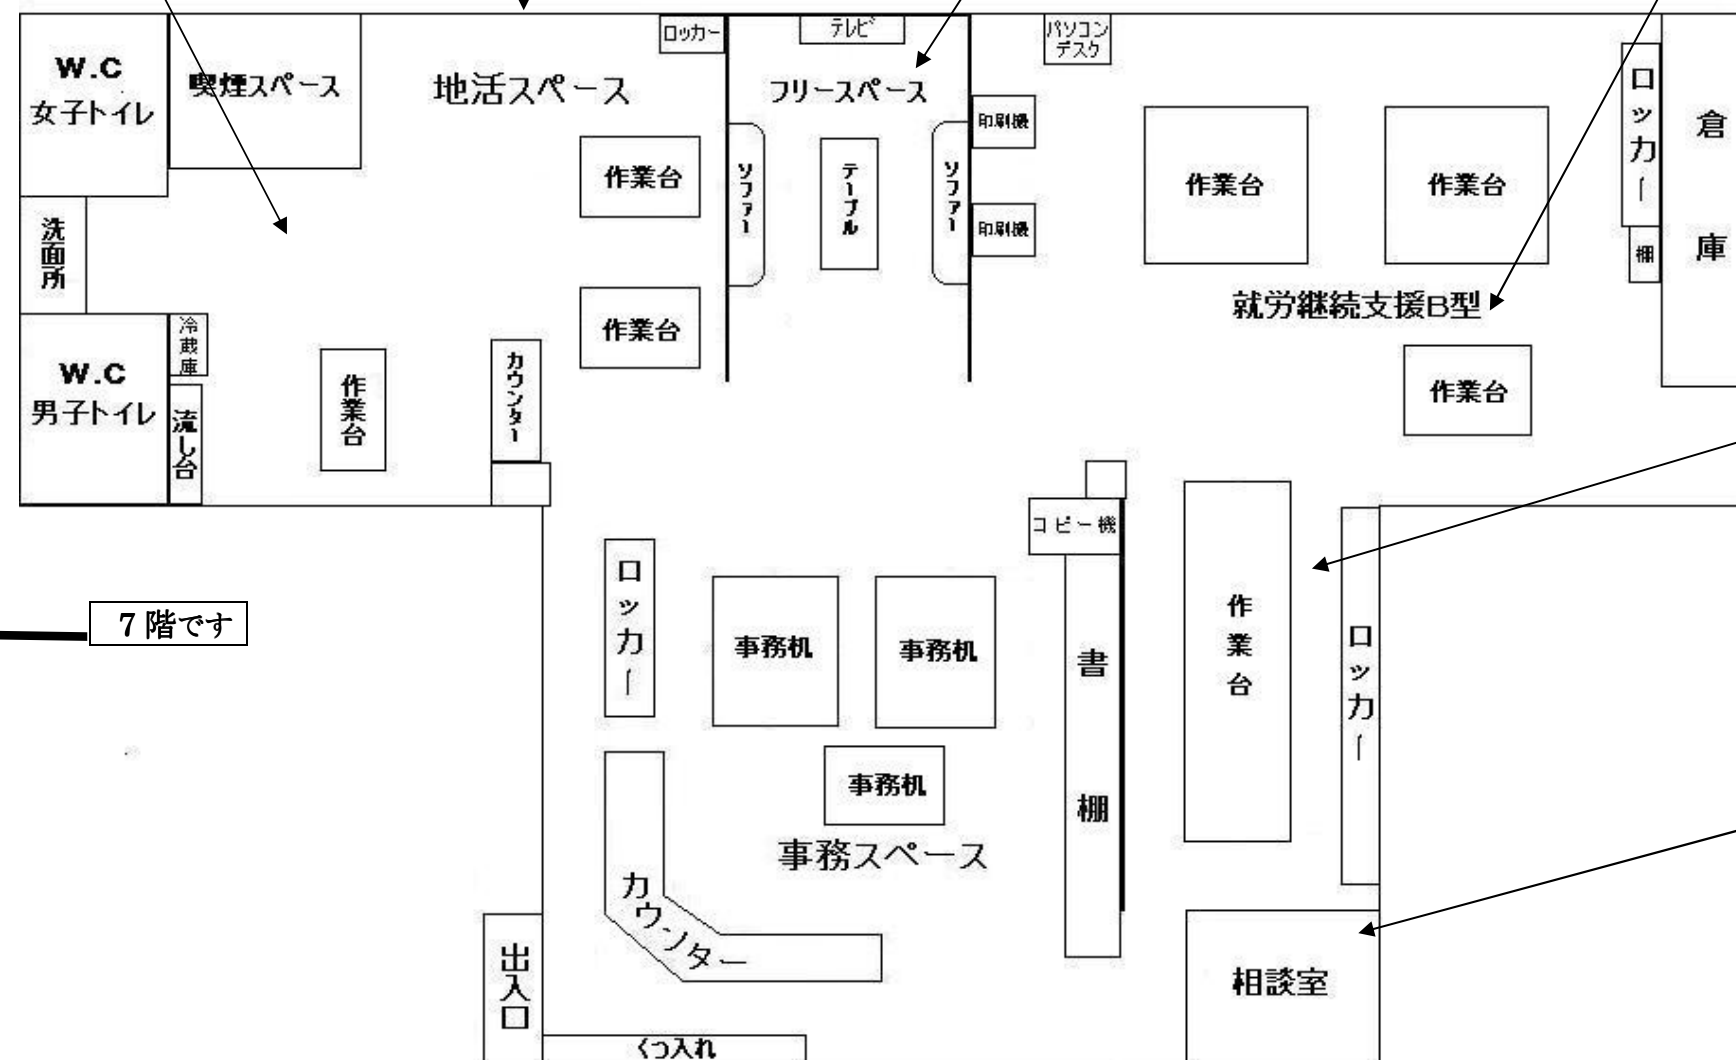 ロッカー
テレビ
パソコン
デスク
W.C
女子トイレ
喫煙スペース
地活スペース
フリースペース
印刷機
ロッカー
倉庫
作業台
ソファー
テーブル
ソファー
作業台
作業台
印刷機
棚
洗面所
就労継続支援B型
冷蔵庫
作業台
カウンター
W.C
男子トイレ
作業台
作業台
流し台
コピー機
ロッカー
7階です
事務机
事務机
書棚
作業台
ロッカー
事務机
事務スペース
カウンター
出入口
相談室
くつ入れ